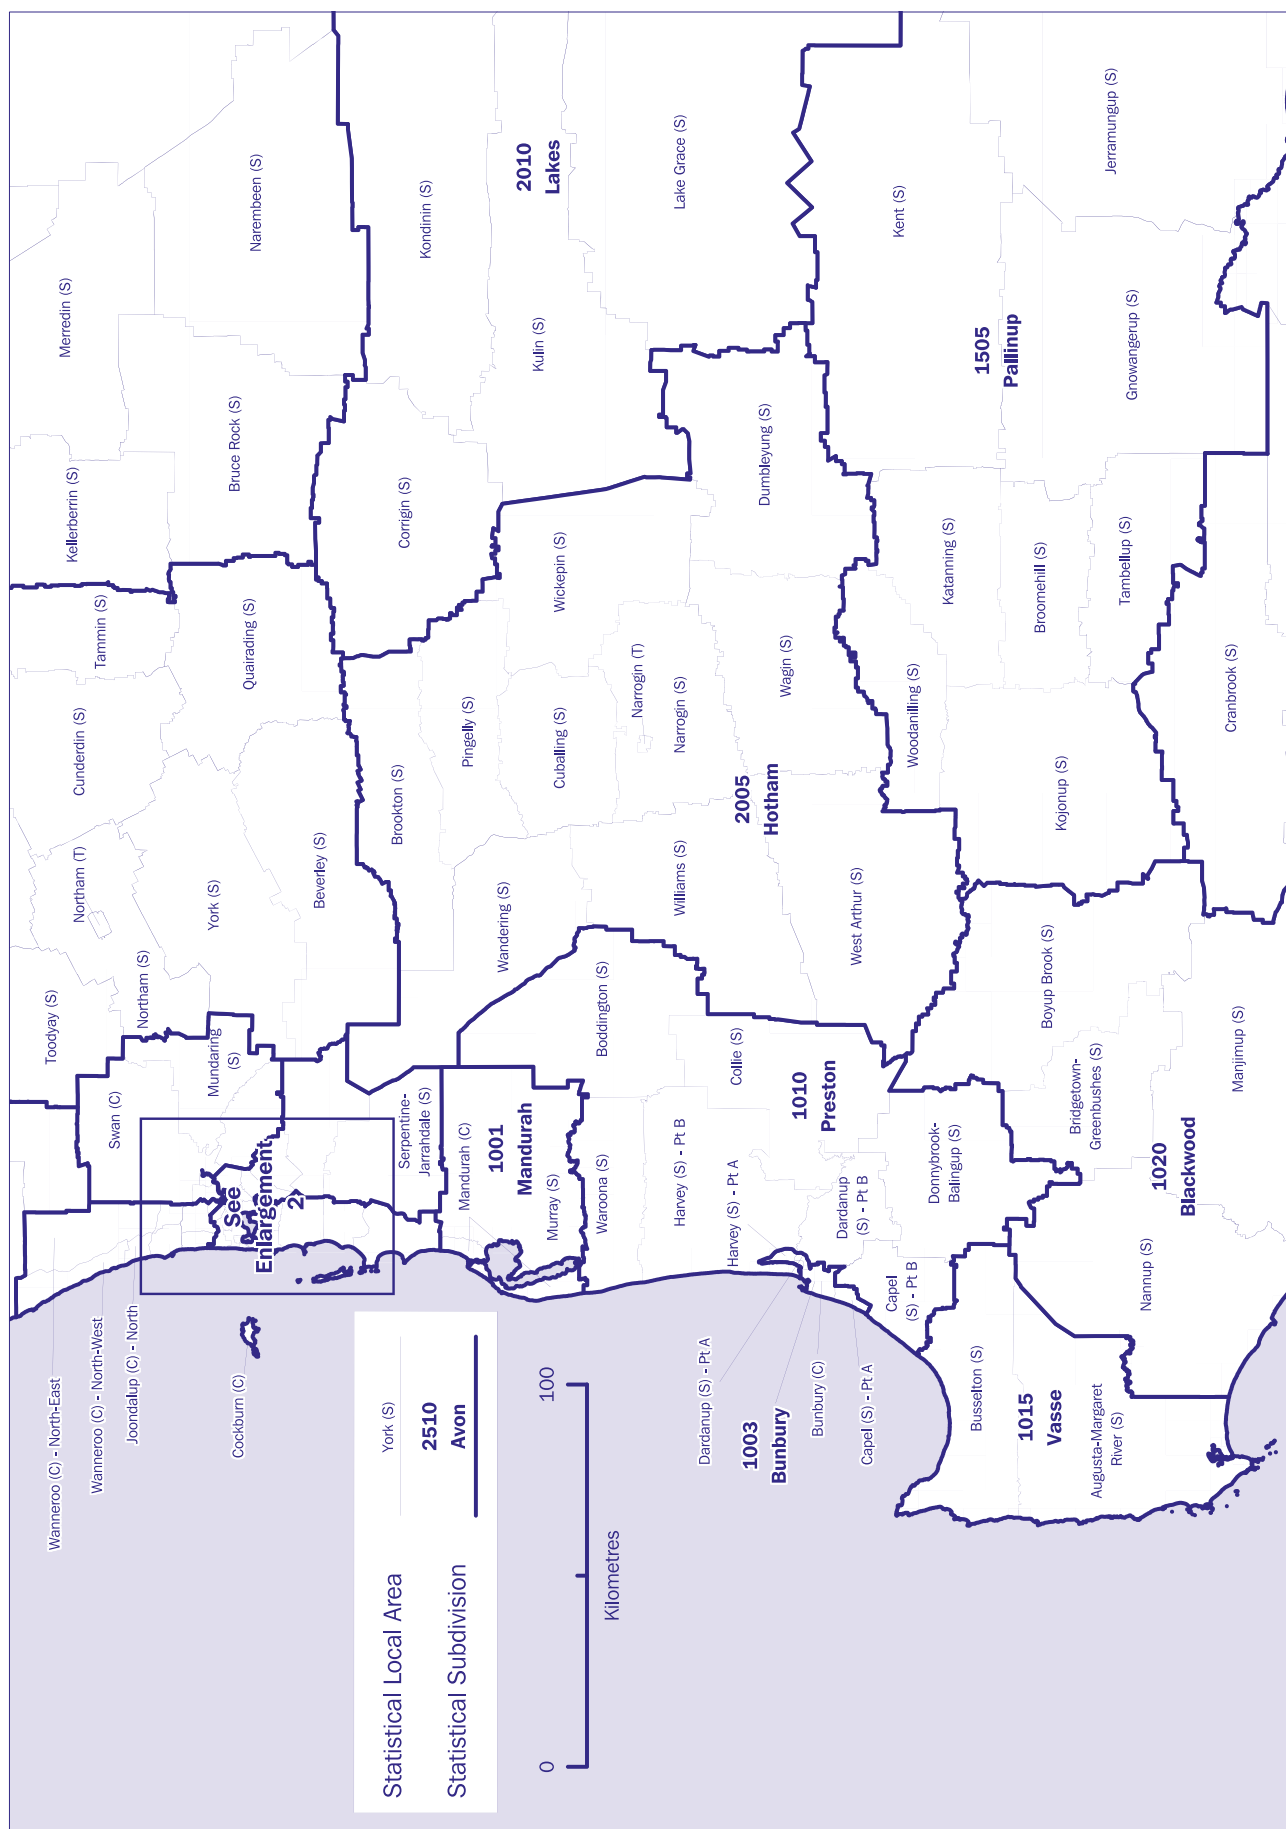 Merredin (S)
Narembeen (S)
Kellerberrin (S)
Bruce Rock (S)
Tammin (S)
Quairading (S)
Cunderdin (S)
Northam (T)
York (S)
Beverley (S)
Toodyay (S)
Northam (S)
Mundaring
(S)
Swan (C)
See
Enlargement
2
Serpentine-
Jarrahdale (S)
Wanneroo (C) - North-East
Wanneroo (C) - North-West
Joondalup (C) - North
Cockburn (C)
Kondinin (S)
2010
Lakes
Kulin (S)
Lake Grace (S)
Corrigin (S)
Wickepin (S)
Dumbleyung (S)
Brookton (S)
Pingelly (S)
Cuballing (S)
Narrogin (T)
Narrogin (S)
Wagin (S)
2005
Hotham
Wandering (S)
Williams (S)
West Arthur (S)
Mandurah (C)
1001
Mandurah
Murray (S)
Waroona (S)
Boddington (S)
Collie (S)
Harvey (S) - Pt B
1010
Preston
Harvey (S) - Pt A
Dardanup
(S) - Pt B
Donnybrook-
Balingup (S)
Capel
(S) - Pt B
Dardanup (S) - Pt A
1003
Bunbury
Bunbury (C)
Capel (S) - Pt A
Kent (S)
Jerramungup (S)
1505
Pallinup
Gnowangerup (S)
Katanning (S)
Broomehill (S)
Tambellup (S)
Woodanilling (S)
Kojonup (S)
Cranbrook (S)
Boyup Brook (S)
Bridgetown-
Greenbushes (S)
Manjimup (S)
1020
Blackwood
Nannup (S)
Busselton (S)
1015
Vasse
Augusta-Margaret
River (S)
Statistical Local Area
York (S)
Statistical Subdivision
2510
Avon
0
100
Kilometres